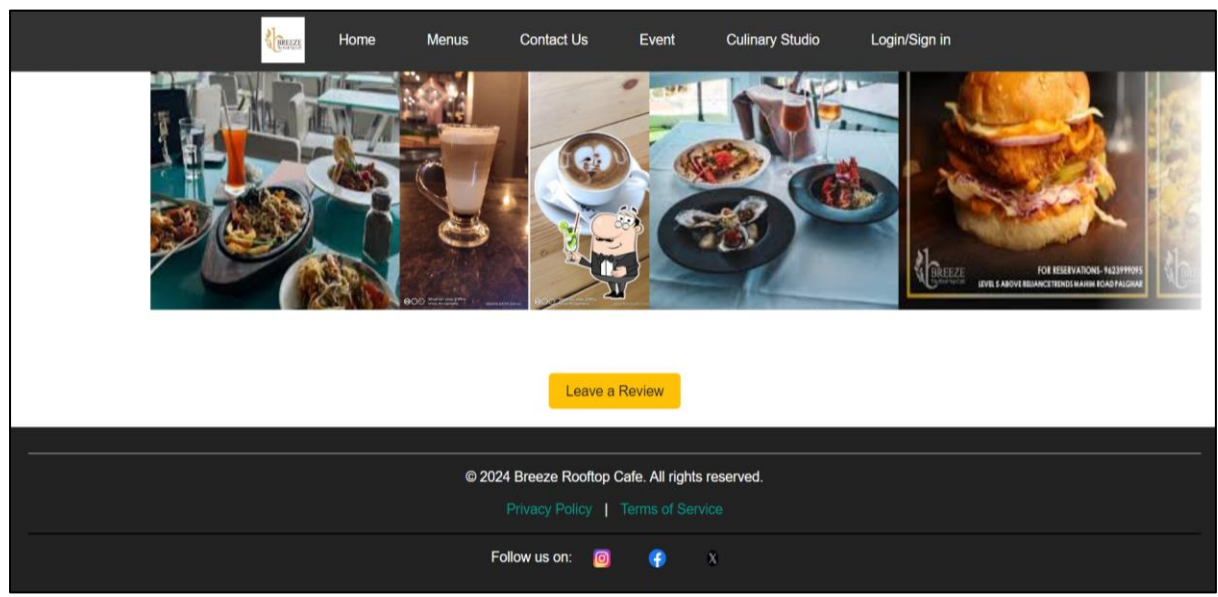 BREEZE
Home
Menus
Contact Us
Event
Culinary Studio
Login/Sign in
BREEZE
FOR RESERVATIONS- 9623999095
LEVEL 5 ABOVE RELIANCE TRENDS MAHIM ROAD PALGHAR
Leave a Review
© 2024 Breeze Rooftop Cafe. All rights reserved.
Privacy Policy | Terms of Service
Follow us on: